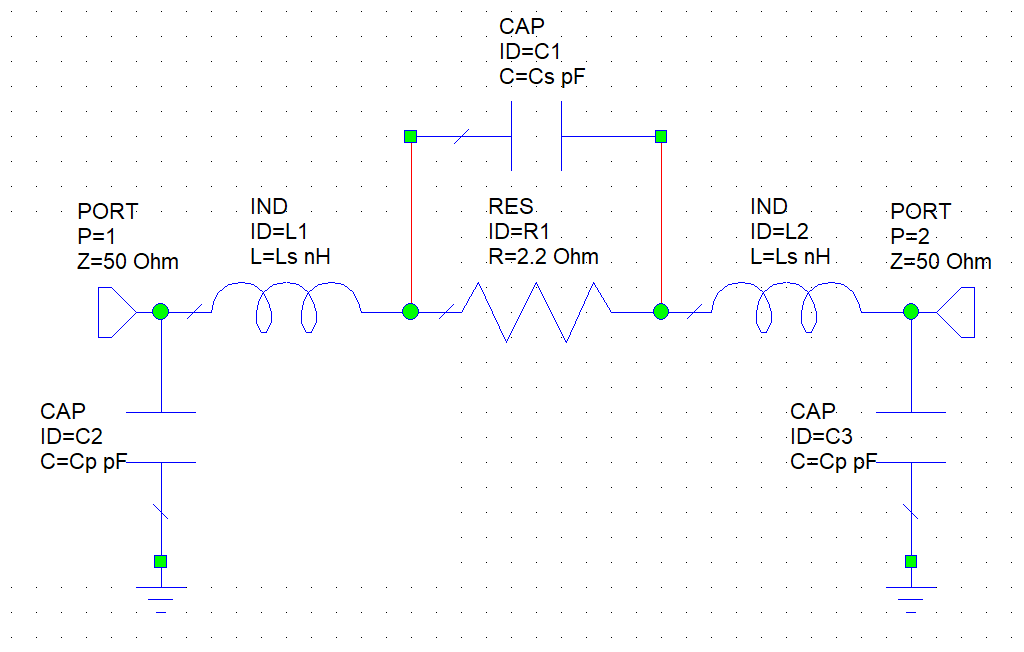 CAP
ID=C1
C=Cs pF
PORT
P=1
Z=50 Ohm
IND
ID=L1
L=Ls nH
RES
ID=R1
R=2.2 Ohm
IND
ID=L2
L=Ls nH
PORT
P=2
Z=50 Ohm
CAP
ID=C2
C=Cp pF
CAP
ID=C3
C=Cp pF